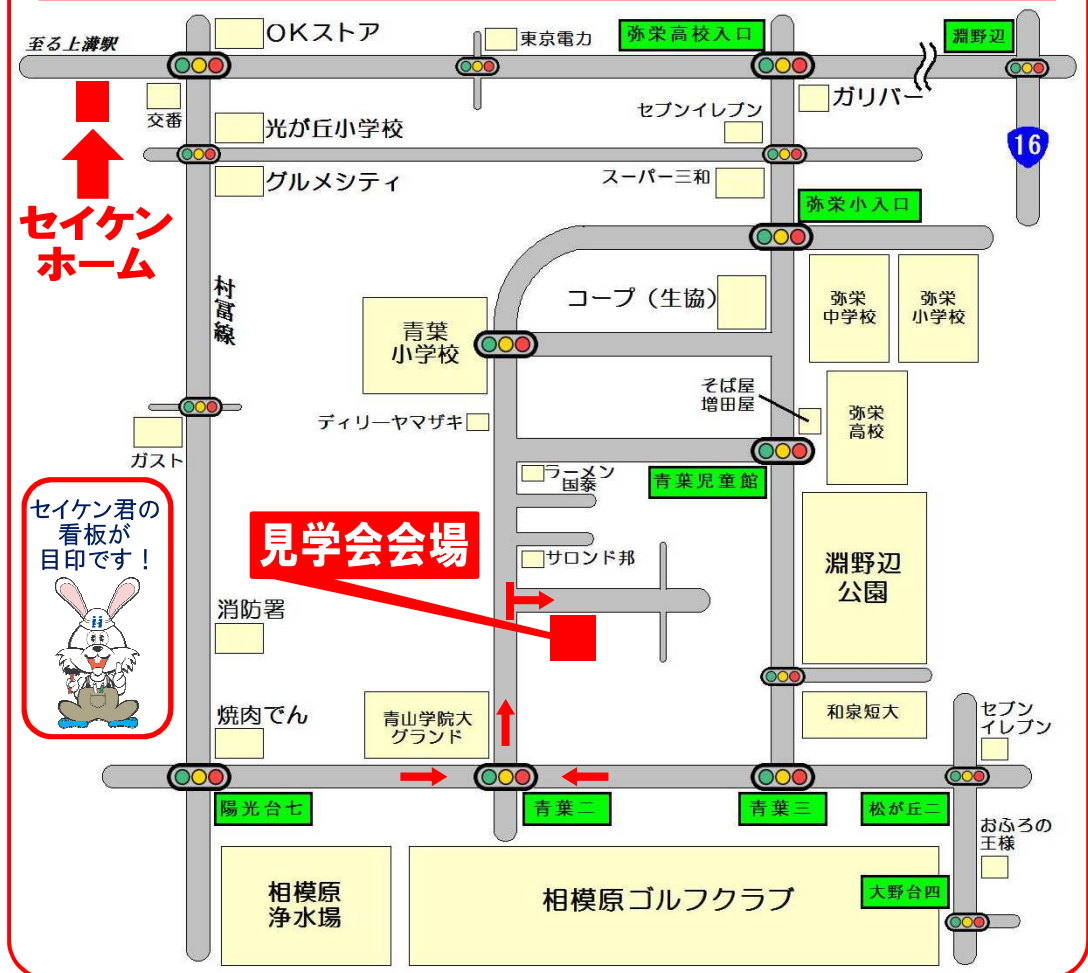 至る上溝駅
OKストア
東京電力
弥栄高校入口
淵野辺
交番
光が丘小学校
セブンイレブン
ガリバー
16
グルメシティ
スーパー三和
弥栄小入口
セイケン
ホーム
村富線
青葉
小学校
コープ（生協）
弥栄
中学校
弥栄
小学校
そば屋
増田屋
弥栄
高校
ディリーヤマザキ
ガスト
ラーメン
国泰
青葉児童館
セイケン君の
看板が
目印です！
見学会会場
サロンド邦
淵野辺
公園
消防署
焼肉でん
青山学院大
グランド
和泉短大
セブン
イレブン
陽光台七
青葉二
青葉三
松が丘二
おふろの
王様
相模原
浄水場
相模原ゴルフクラブ
大野台四